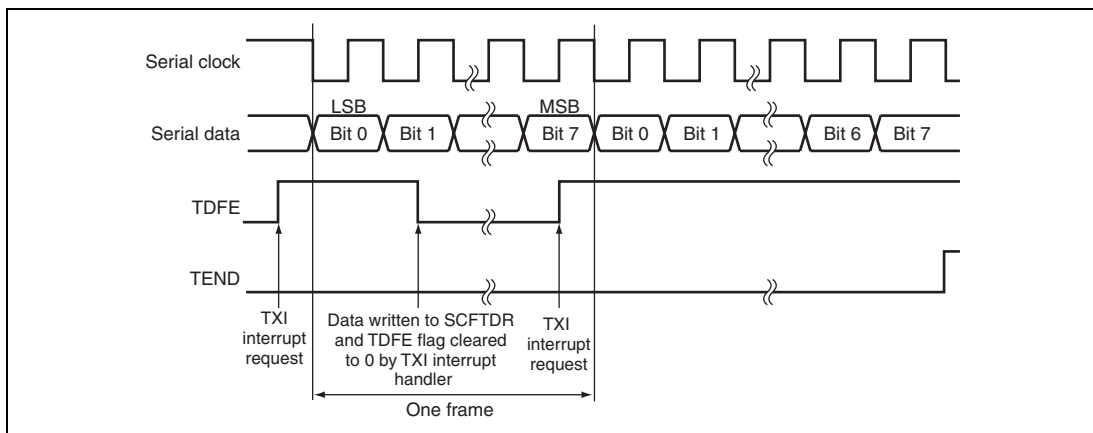 Serial clock
LSB
MSB
Serial data
Bit 0
Bit 1
Bit 7
Bit 0
Bit 1
Bit 6
Bit 7
TDFE
TEND
TXI
interrupt
request
Data written to SCFTDR
and TDFE flag cleared
to 0 by TXI interrupt
handler
TXI
interrupt
request
One frame